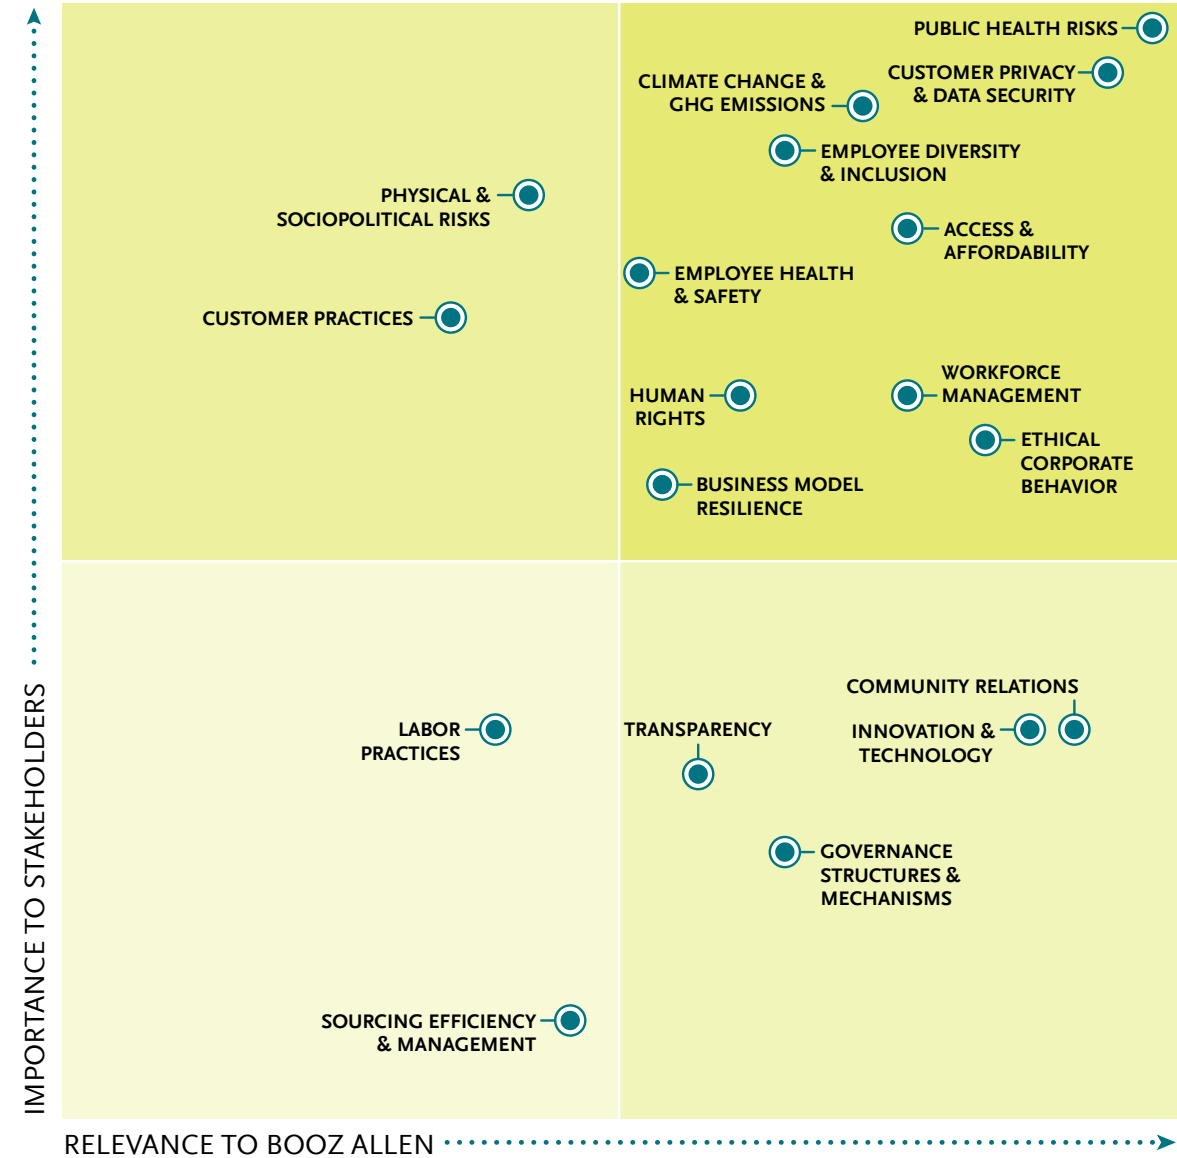 PUBLIC HEALTH RISKS
CUSTOMER PRIVACY
& DATA SECURITY
CLIMATE CHANGE &
GHG EMISSIONS
EMPLOYEE DIVERSITY
& INCLUSION
PHYSICAL &
SOCIOPOLITICAL RISKS
ACCESS &
AFFORDABILITY
EMPLOYEE HEALTH
& SAFETY
CUSTOMER PRACTICES
WORKFORCE
MANAGEMENT
HUMAN
RIGHTS
ETHICAL
CORPORATE
BEHAVIOR
BUSINESS MODEL
RESILIENCE
COMMUNITY RELATIONS
LABOR
PRACTICES
TRANSPARENCY
INNOVATION &
TECHNOLOGY
GOVERNANCE
STRUCTURES &
MECHANISMS
SOURCING EFFICIENCY
& MANAGEMENT
IMPORTANCE TO STAKEHOLDERS
RELEVANCE TO BOOZ ALLEN